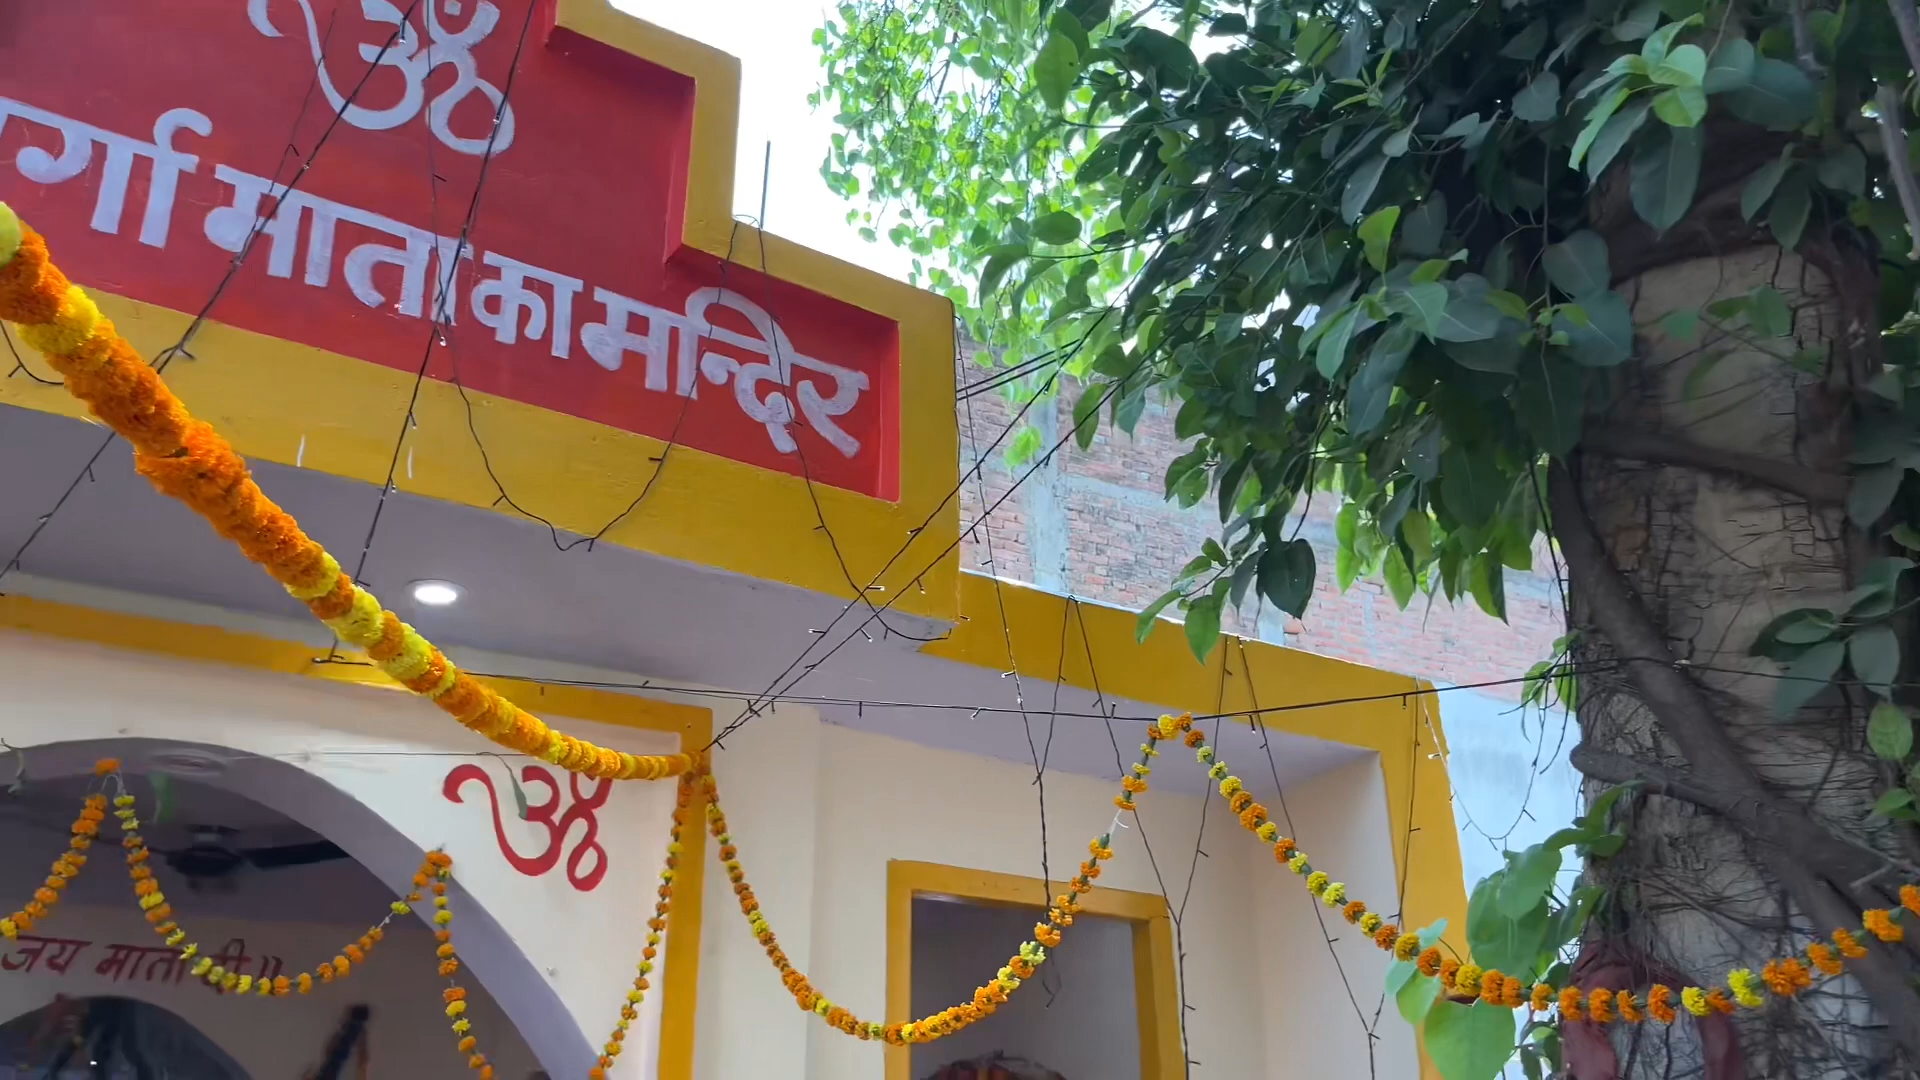 ॐ
र्गा माता का मन्दिर
ॐ
जय माता दी॥